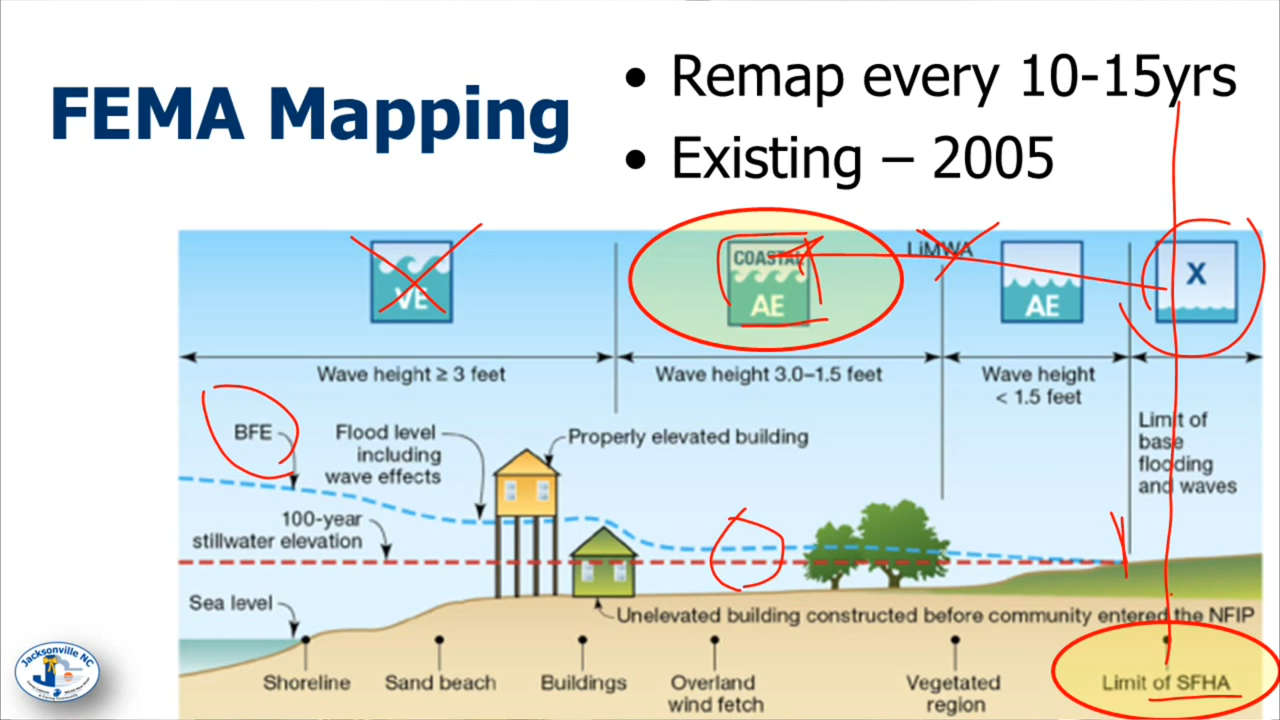 FEMA Mapping
• Remap every 10-15yrs
• Existing – 2005
VE
COASTAL
AE
LiMWA
AE
X
Wave height ≥ 3 feet
Wave height 3.0–1.5 feet
Wave height
< 1.5 feet
BFE
Flood level
including
wave effects
Properly elevated building
Limit of
base
flooding
and waves
100-year
stillwater elevation
Sea level
Unelevated building constructed before community entered the NFIP
Shoreline
Sand beach
Buildings
Overland
wind fetch
Vegetated
region
Limit of SFHA
Jacksonville NC